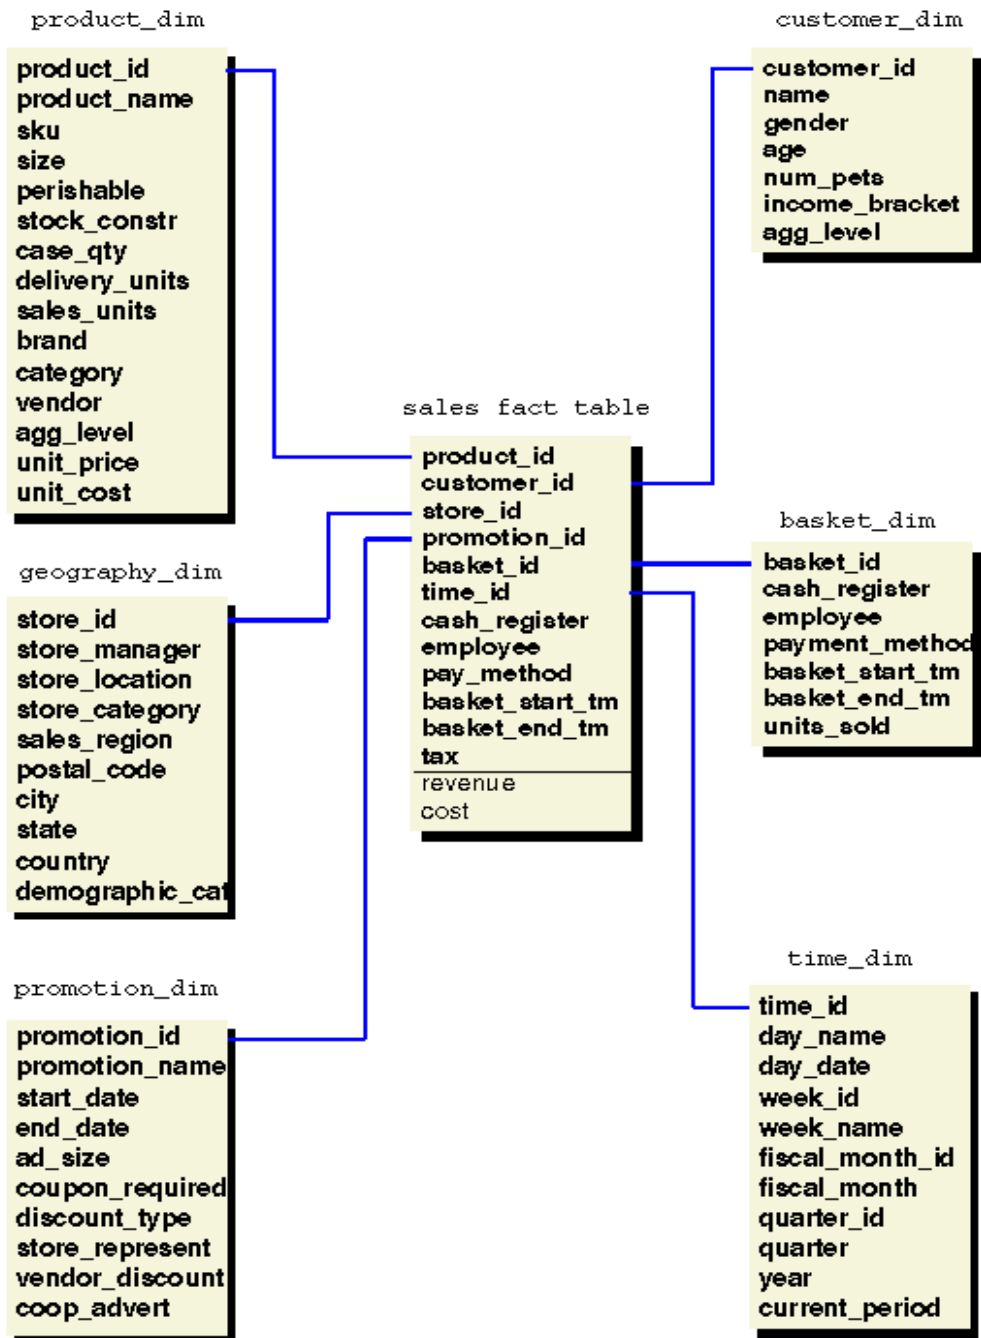 product_dim
product_id
product_name
sku
size
perishable
stock_constr
case_qty
delivery_units
sales_units
brand
category
vendor
agg_level
unit_price
unit_cost
customer_dim
customer_id
name
gender
age
num_pets
income_bracket
agg_level
sales fact table
product_id
customer_id
store_id
promotion_id
basket_id
time_id
cash_register
employee
pay_method
basket_start_tm
basket_end_tm
tax
revenue
cost
geography_dim
store_id
store_manager
store_location
store_category
sales_region
postal_code
city
state
country
demographic_cat
basket_dim
basket_id
cash_register
employee
payment_method
basket_start_tm
basket_end_tm
units_sold
promotion_dim
promotion_id
promotion_name
start_date
end_date
ad_size
coupon_required
discount_type
store_represent
vendor_discount
coop_advert
time_dim
time_id
day_name
day_date
week_id
week_name
fiscal_month_id
fiscal_month
quarter_id
quarter
year
current_period